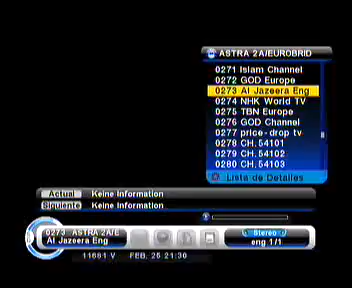 ASTRA 2A/EUROBRID
0271 Islam Channel
0272 GOD Europe
0273 Al Jazeera Eng
0274 NHK World TV
0275 TBN Europe
0276 GOD Channel
0277 price-drop tv
0278 CH.54101
0279 CH.54102
0280 CH.54103
Lista de Detalles
Actual Keine Information
Siguiente Keine Information
0273 ASTRA 2A/E
Al Jazeera Eng
Stereo
eng 1/1
11681 V FEB. 25 21:30